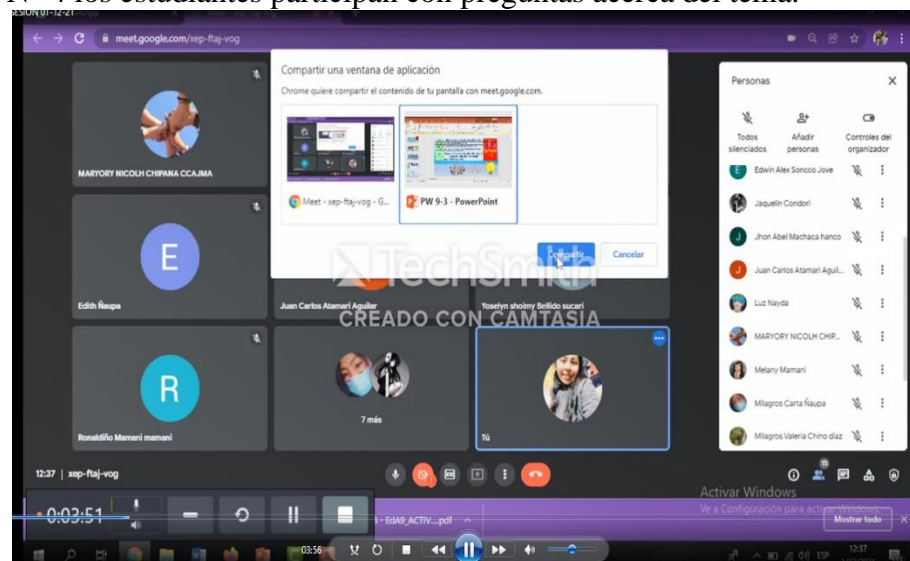 N° 4 los estudiantes participan con preguntas acerca del tema.
SESION 01-12-21
meet.google.com/xep-ftaj-vog
Compartir una ventana de aplicación
Chrome quiere compartir el contenido de tu pantalla con meet.google.com.
Meet - xep-ftaj-vog - G...
PW 9-3 - PowerPoint
Compartir
Cancelar
MARYORY NICOLH CHIPANA CCAJMA
E
Edith Ñaupa
Juan Carlos Atamari Aguilar
Yoselyn shoimy Bellido sucari
TechSmith
CREADO CON CAMTASIA
R
Ronaldiño Mamani mamani
7 más
Tú
Personas
Todos silenciados
Añadir personas
Controles del organizador
E
Edwin Alex Soncco Jove
Jaquelin Condori
J
Jhon Abel Machaca hanco
J
Juan Carlos Atamari Agui...
Luz Nayda
MARYORY NICOLH CHIP...
Melany Mamani
Milagros Carta Ñaupa
Milagros Valeria Chino díaz
12:37 | xep-ftaj-vog
Activar Windows
Ve a Configuración para activar Windows.
0:03:51
- EdA9_ACTIV....pdf
Mostrar todo
03:56
ESP
12:37